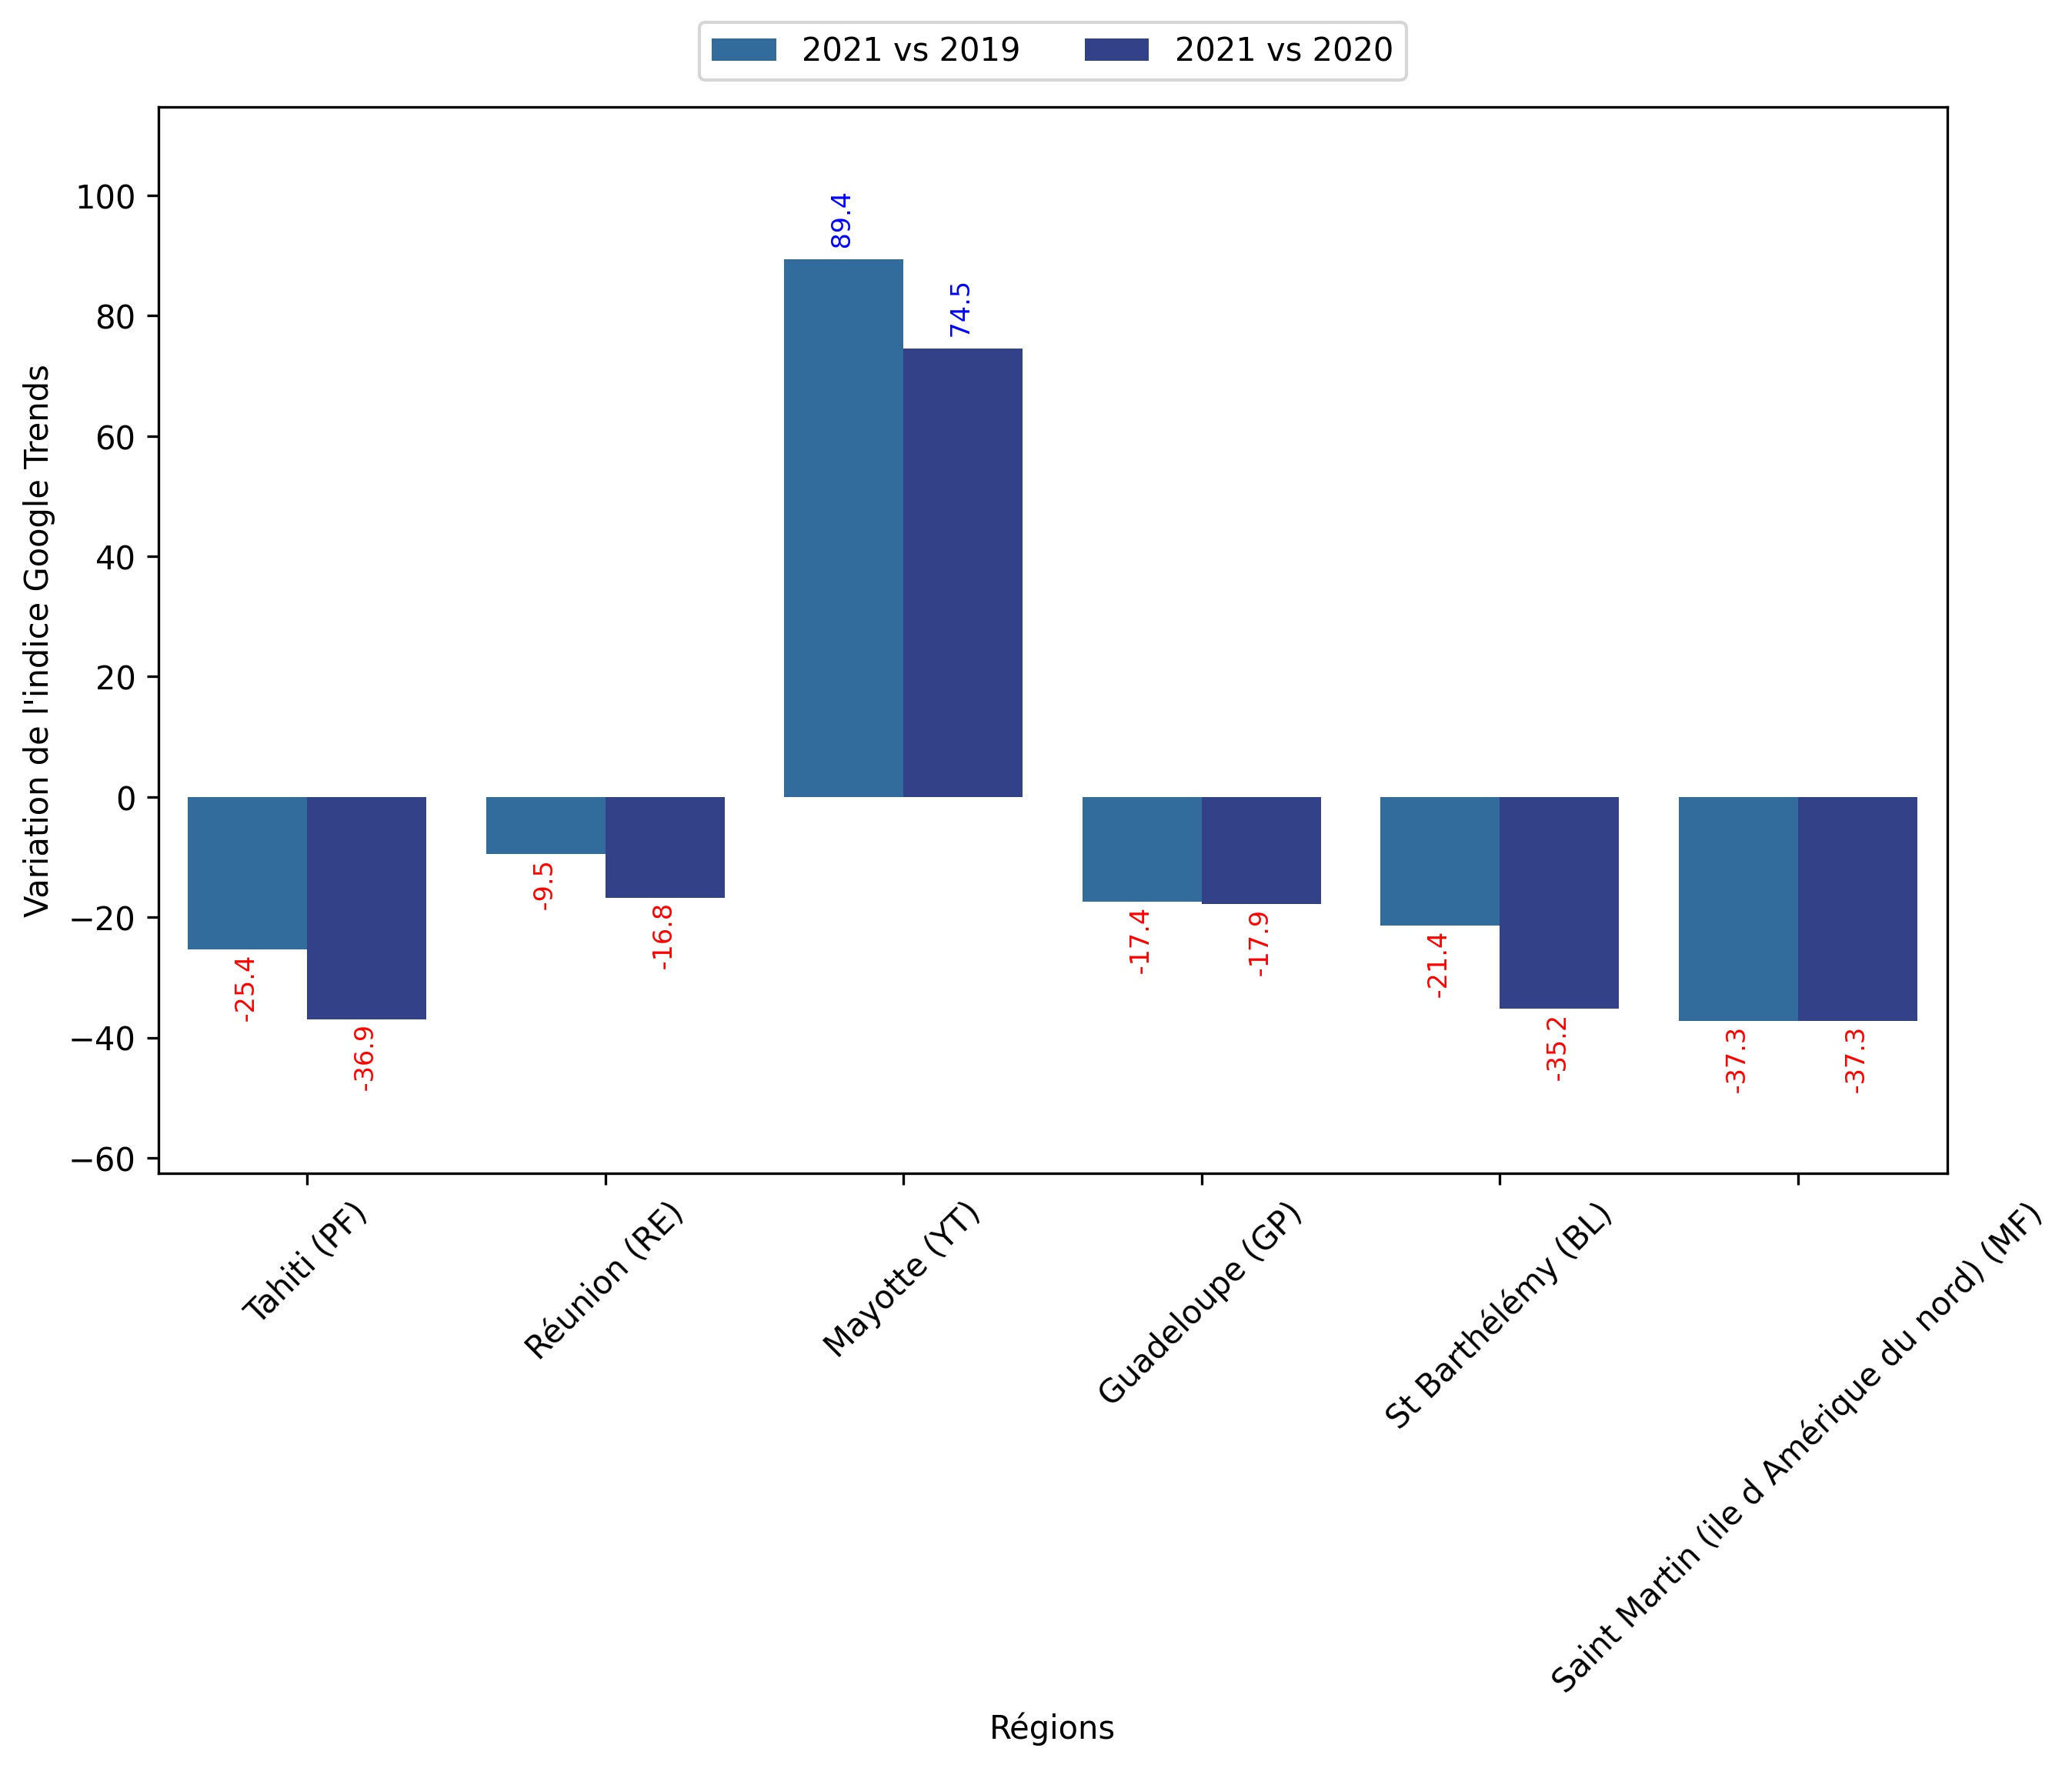 2021 vs 2019
2021 vs 2020
Variation de l'indice Google Trends
100
80
60
40
20
0
−20
−40
−60
-25.4
-36.9
-9.5
-16.8
89.4
74.5
-17.4
-17.9
-21.4
-35.2
-37.3
-37.3
Tahiti (PF)
Réunion (RE)
Mayotte (YT)
Guadeloupe (GP)
St Barthélémy (BL)
Saint Martin (ile d Amérique du nord) (MF)
Régions